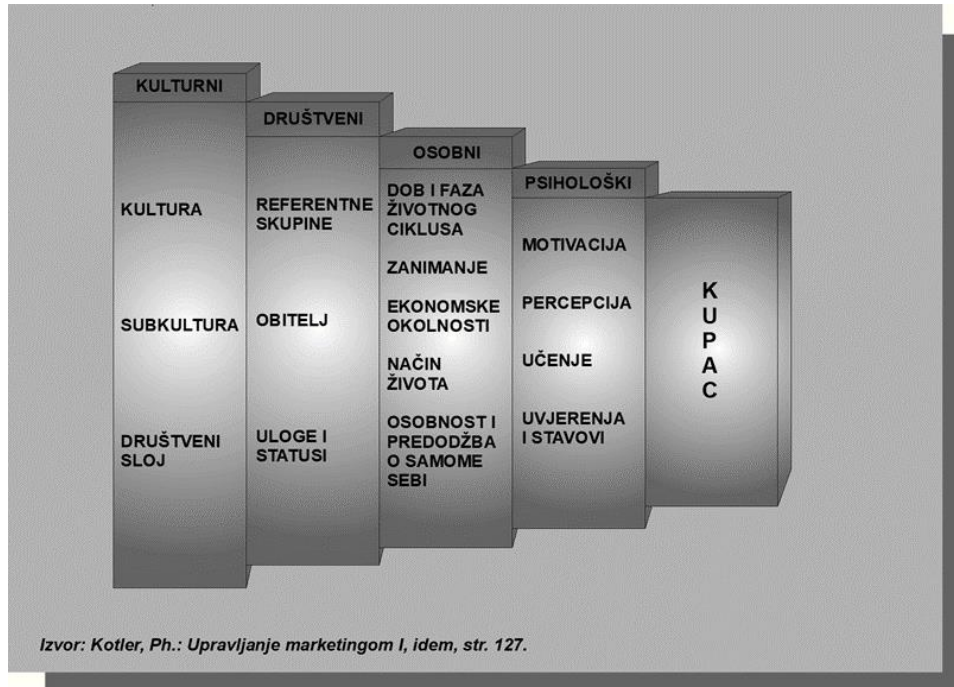 KULTURNI
KULTURA
SUBKULTURA
DRUŠTVENI
SLOJ
DRUŠTVENI
REFERENTNE
SKUPINE
OBITELJ
ULOGE I
STATUSI
OSOBNI
DOB I FAZA
ŽIVOTNOG
CIKLUSA
ZANIMANJE
EKONOMSKE
OKOLNOSTI
NAČIN
ŽIVOTA
OSOBNOST I
PREDODŽBA
O SAMOME
SEBI
PSIHOLOŠKI
MOTIVACIJA
PERCEPCIJA
UČENJE
UVJERENJA
I STAVOVI
K
U
P
A
C
Izvor: Kotler, Ph.: Upravljanje marketingom I, idem, str. 127.